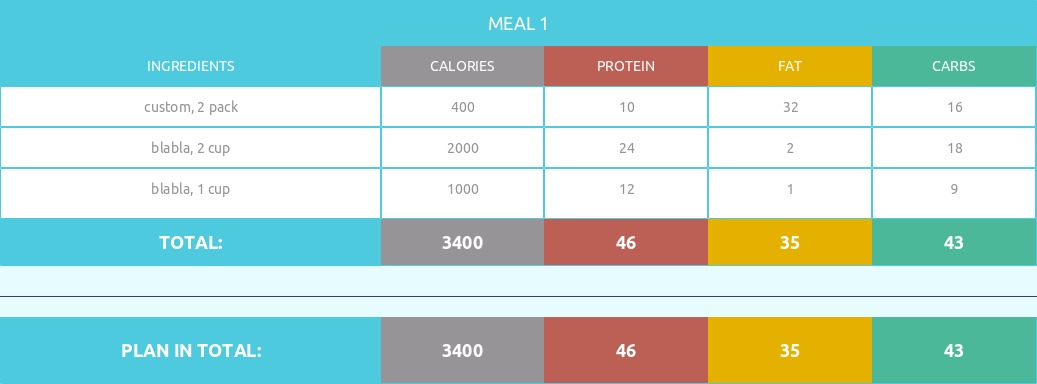 MEAL 1
INGREDIENTS CALORIES PROTEIN FAT CARBS
custom, 2 pack 400 10 32 16
blabla, 2 cup 2000 24 2 18
blabla, 1 cup 1000 12 1 9
TOTAL: 3400 46 35 43
PLAN IN TOTAL: 3400 46 35 43